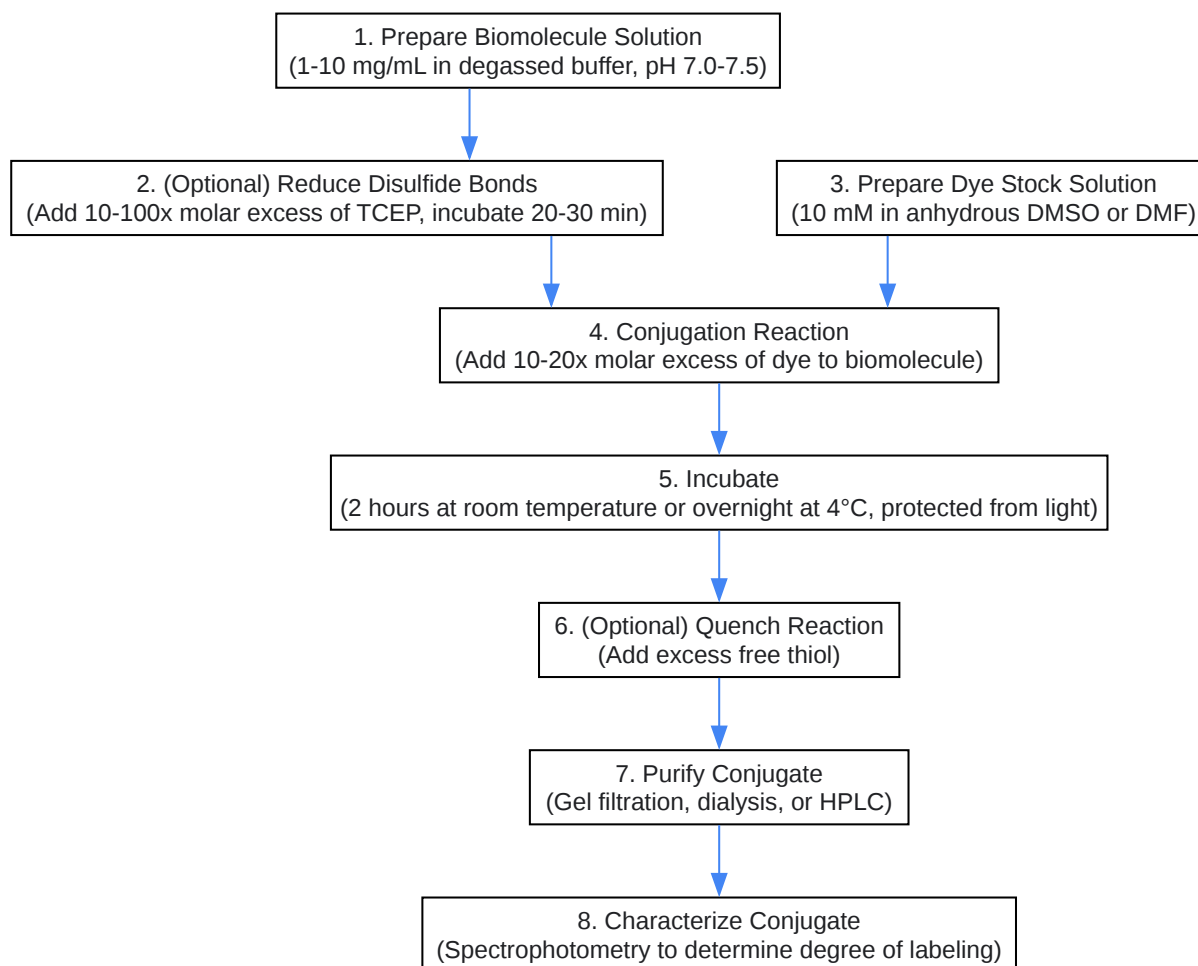 1. Prepare Biomolecule Solution
(1-10 mg/mL in degassed buffer, pH 7.0-7.5)
2. (Optional) Reduce Disulfide Bonds
(Add 10-100x molar excess of TCEP, incubate 20-30 min)
3. Prepare Dye Stock Solution
(10 mM in anhydrous DMSO or DMF)
4. Conjugation Reaction
(Add 10-20x molar excess of dye to biomolecule)
5. Incubate
(2 hours at room temperature or overnight at 4°C, protected from light)
6. (Optional) Quench Reaction
(Add excess free thiol)
7. Purify Conjugate
(Gel filtration, dialysis, or HPLC)
8. Characterize Conjugate
(Spectrophotometry to determine degree of labeling)